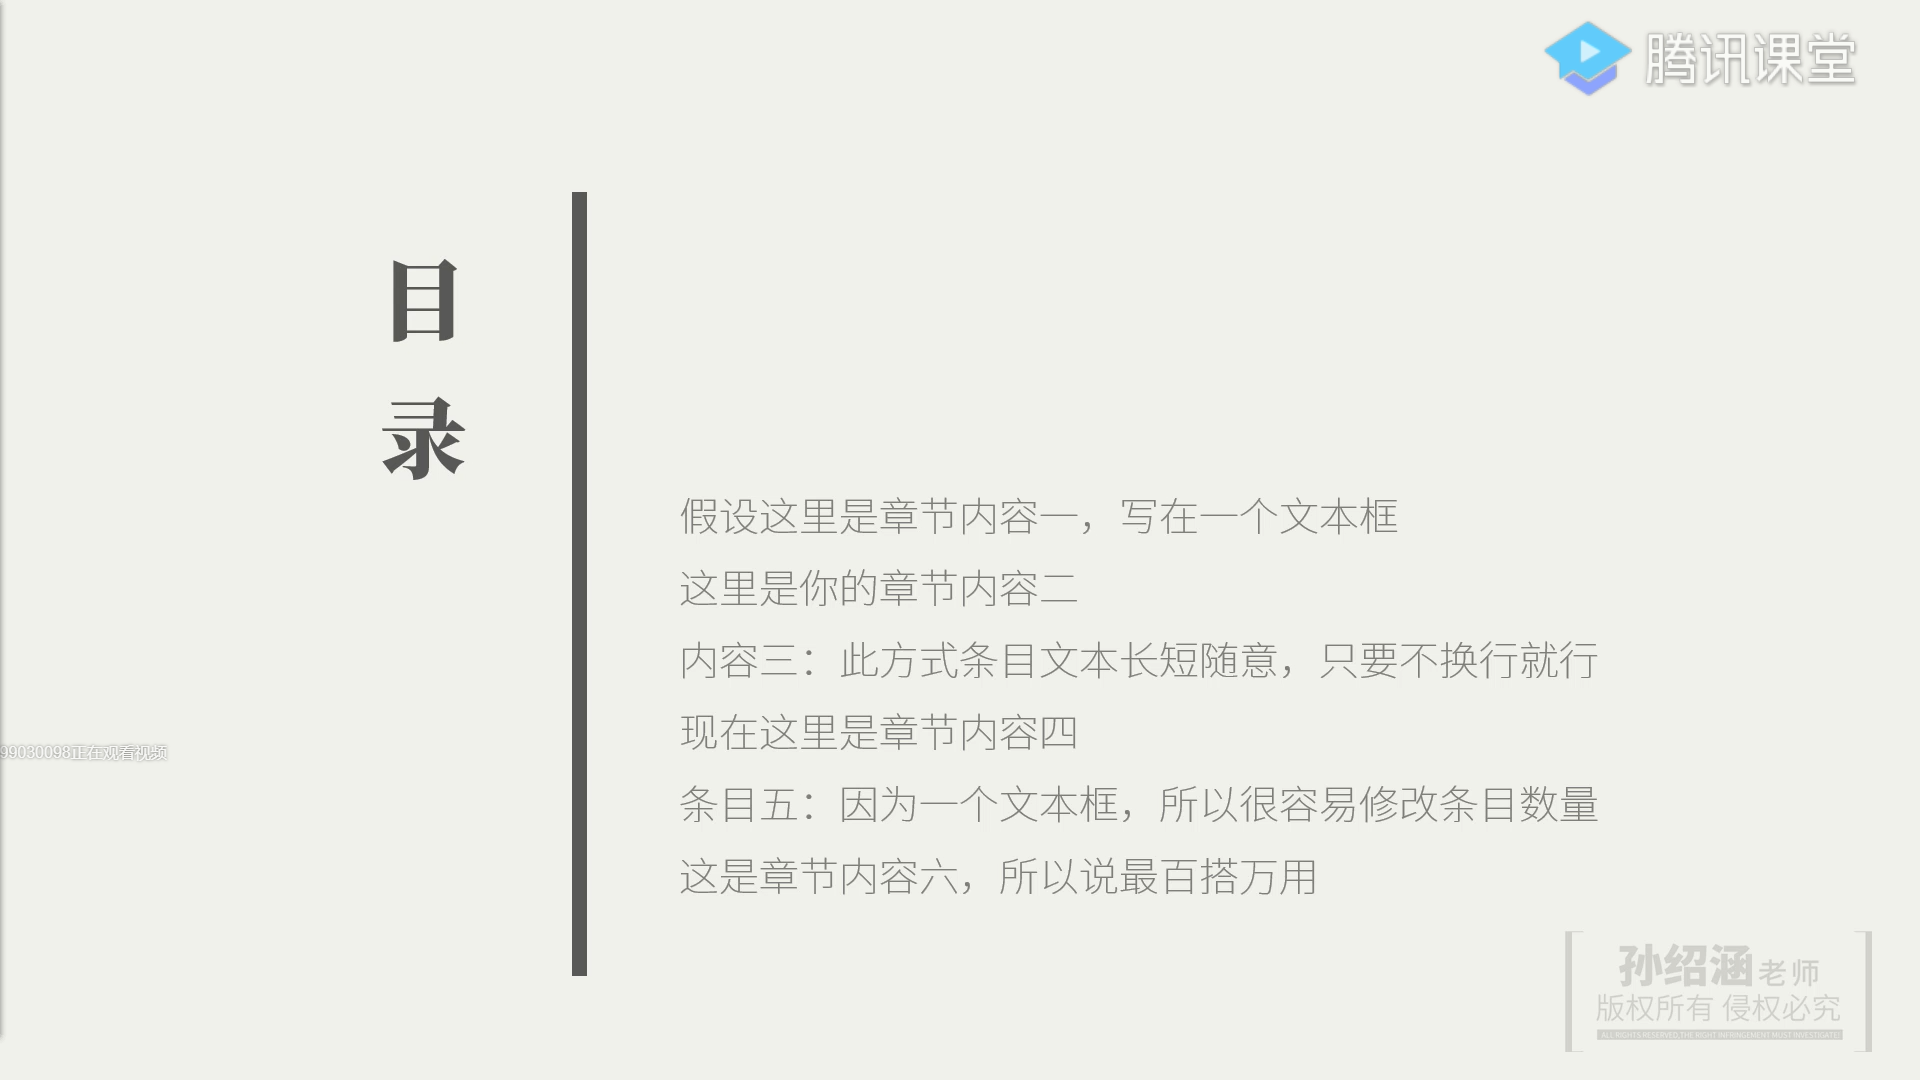 腾讯课堂
目
录
假设这里是章节内容一，写在一个文本框
这里是你的章节内容二
内容三：此方式条目文本长短随意，只要不换行就行
现在这里是章节内容四
条目五：因为一个文本框，所以很容易修改条目数量
这是章节内容六，所以说最百搭万用
99030098正在观看视频
孙绍涵老师
版权所有 侵权必究
ALL RIGHTS RESERVED,THE RIGHT INFRINGEMENT MUST INVESTIGATE!